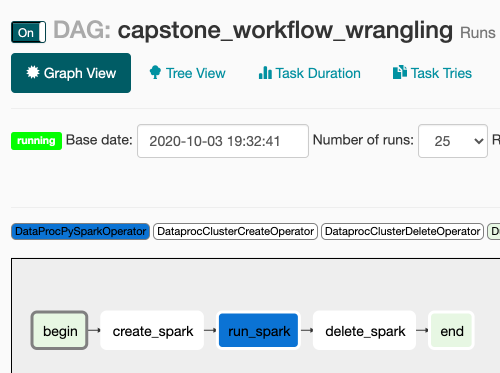 On DAG: capstone_workflow_wrangling Runs
Graph View Tree View Task Duration Task Tries
running Base date: 2020-10-03 19:32:41 Number of runs: 25 R
DataProcPySparkOperator DataprocClusterCreateOperator DataprocClusterDeleteOperator D
begin create_spark run_spark delete_spark end